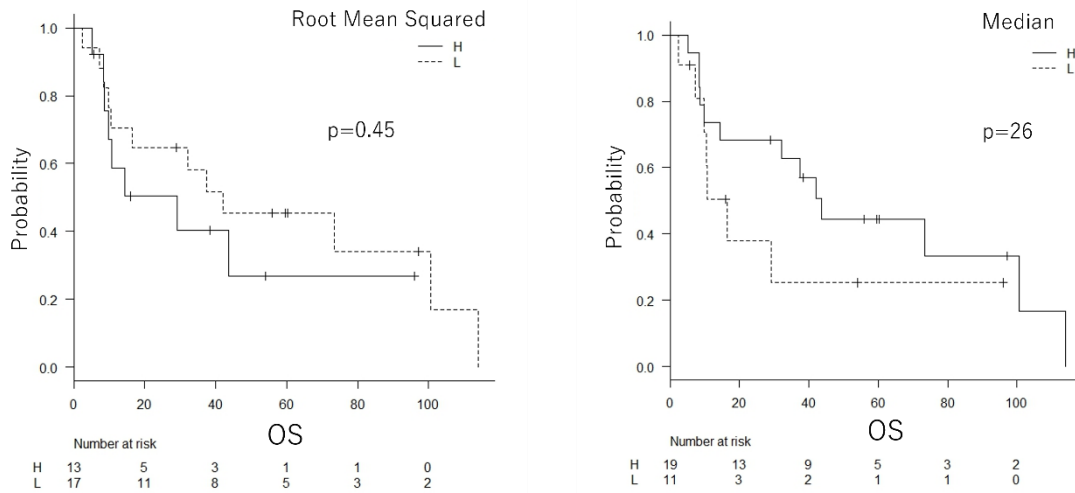 Root Mean Squared
H
L
p=0.45
Probability
1.0
0.8
0.6
0.4
0.2
0.0
0 20 40 60 80 100
OS
Number at risk
H 13 5 3 1 1 0
L 17 11 8 5 3 2
Median
H
L
p=26
Probability
1.0
0.8
0.6
0.4
0.2
0.0
0 20 40 60 80 100
OS
Number at risk
H 19 13 9 5 3 2
L 11 3 2 1 1 0